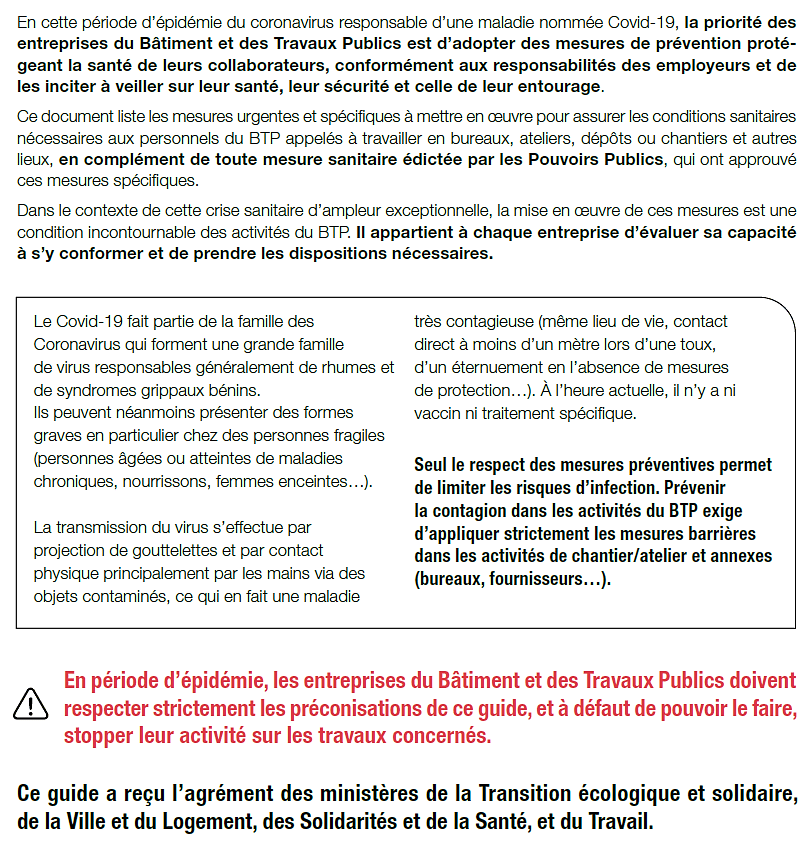 En cette période d’épidémie du coronavirus responsable d’une maladie nommée Covid-19, la priorité des
entreprises du Bâtiment et des Travaux Publics est d’adopter des mesures de prévention proté-
geant la santé de leurs collaborateurs, conformément aux responsabilités des employeurs et de
les inciter à veiller sur leur santé, leur sécurité et celle de leur entourage.
Ce document liste les mesures urgentes et spécifiques à mettre en œuvre pour assurer les conditions sanitaires
nécessaires aux personnels du BTP appelés à travailler en bureaux, ateliers, dépôts ou chantiers et autres
lieux, en complément de toute mesure sanitaire édictée par les Pouvoirs Publics, qui ont approuvé
ces mesures spécifiques.
Dans le contexte de cette crise sanitaire d’ampleur exceptionnelle, la mise en œuvre de ces mesures est une
condition incontournable des activités du BTP. Il appartient à chaque entreprise d’évaluer sa capacité
à s’y conformer et de prendre les dispositions nécessaires.
Le Covid-19 fait partie de la famille des
Coronavirus qui forment une grande famille
de virus responsables généralement de rhumes et
de syndromes grippaux bénins.
Ils peuvent néanmoins présenter des formes
graves en particulier chez des personnes fragiles
(personnes âgées ou atteintes de maladies
chroniques, nourrissons, femmes enceintes…).
La transmission du virus s’effectue par
projection de gouttelettes et par contact
physique principalement par les mains via des
objets contaminés, ce qui en fait une maladie
très contagieuse (même lieu de vie, contact
direct à moins d’un mètre lors d’une toux,
d’un éternuement en l’absence de mesures
de protection…). À l’heure actuelle, il n’y a ni
vaccin ni traitement spécifique.
Seul le respect des mesures préventives permet
de limiter les risques d’infection. Prévenir
la contagion dans les activités du BTP exige
d’appliquer strictement les mesures barrières
dans les activités de chantier/atelier et annexes
(bureaux, fournisseurs…).
En période d’épidémie, les entreprises du Bâtiment et des Travaux Publics doivent
respecter strictement les préconisations de ce guide, et à défaut de pouvoir le faire,
stopper leur activité sur les travaux concernés.
Ce guide a reçu l’agrément des ministères de la Transition écologique et solidaire,
de la Ville et du Logement, des Solidarités et de la Santé, et du Travail.